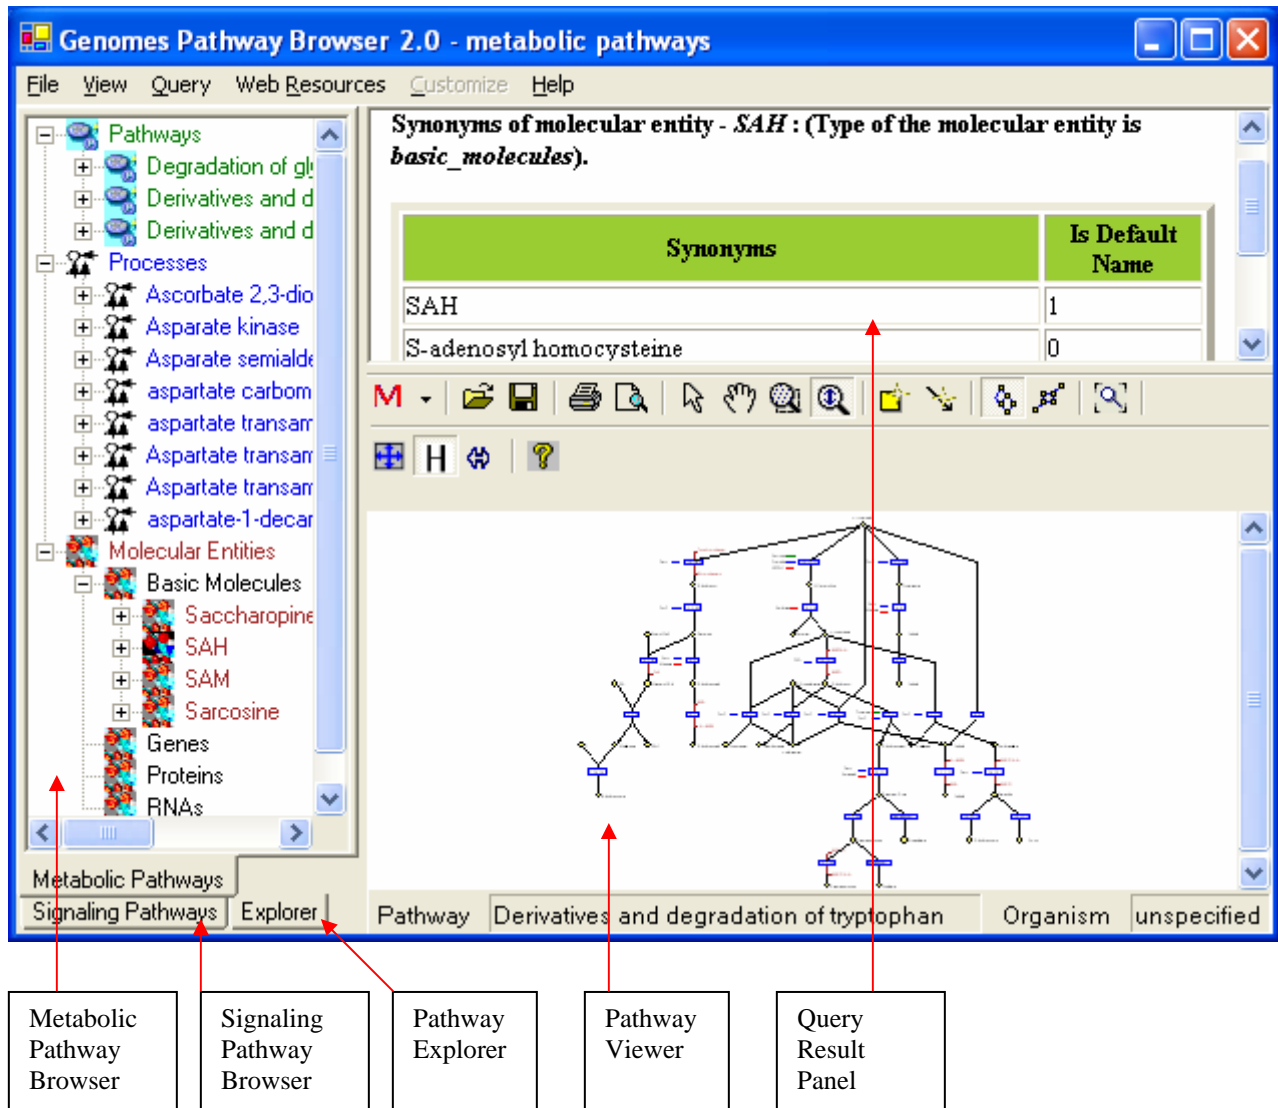 Genomes Pathway Browser 2.0 - metabolic pathways
File View Query Web Resources Customize Help
Pathways
Degradation of gly
Derivatives and d
Derivatives and d
Processes
Ascorbate 2,3-dio
Asparate kinase
Asparate semialde
aspartate carbom
aspartate transam
Aspartate transam
Aspartate transam
aspartate-1-decar
Molecular Entities
Basic Molecules
Saccharopine
SAH
SAM
Sarcosine
Genes
Proteins
RNAs
Metabolic Pathways
Signaling Pathways Explorer
Synonyms of molecular entity - SAH : (Type of the molecular entity is
basic_molecules).
Synonyms
Is Default
Name
SAH 1
S-adenosyl homocysteine 0
M
H
?
Pathway Derivatives and degradation of tryptophan Organism unspecified
Metabolic
Pathway
Browser
Signaling
Pathway
Browser
Pathway
Explorer
Pathway
Viewer
Query
Result
Panel